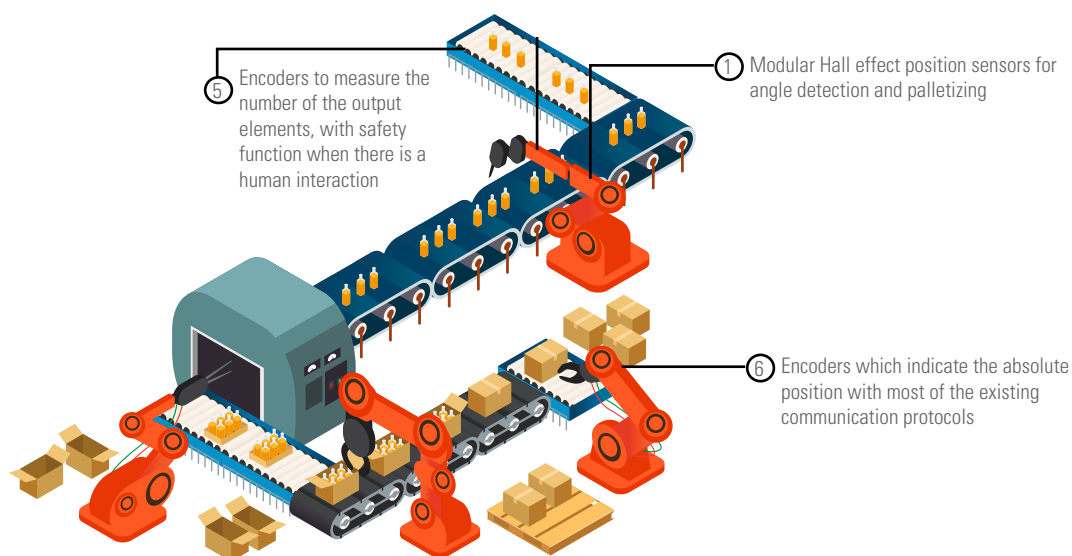 5
Encoders to measure the
number of the output
elements, with safety
function when there is a
human interaction
1
Modular Hall effect position sensors for
angle detection and palletizing
6
Encoders which indicate the absolute
position with most of the existing
communication protocols